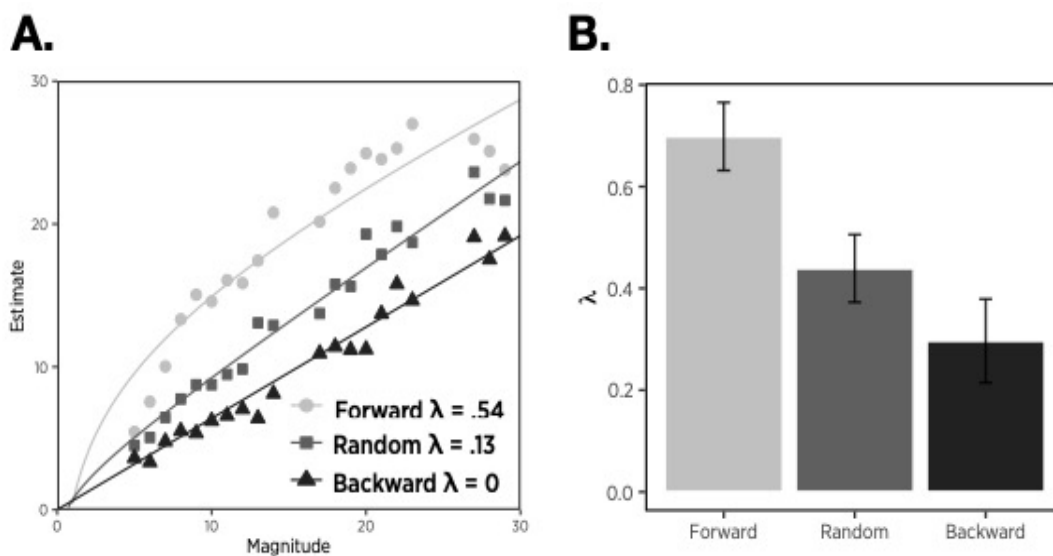 A.
B.
30
20
10
0
Estimate
0
10
20
30
Magnitude
Forward λ = .54
Random λ = .13
Backward λ = 0
0.8
0.6
0.4
0.2
0.0
λ
Forward
Random
Backward